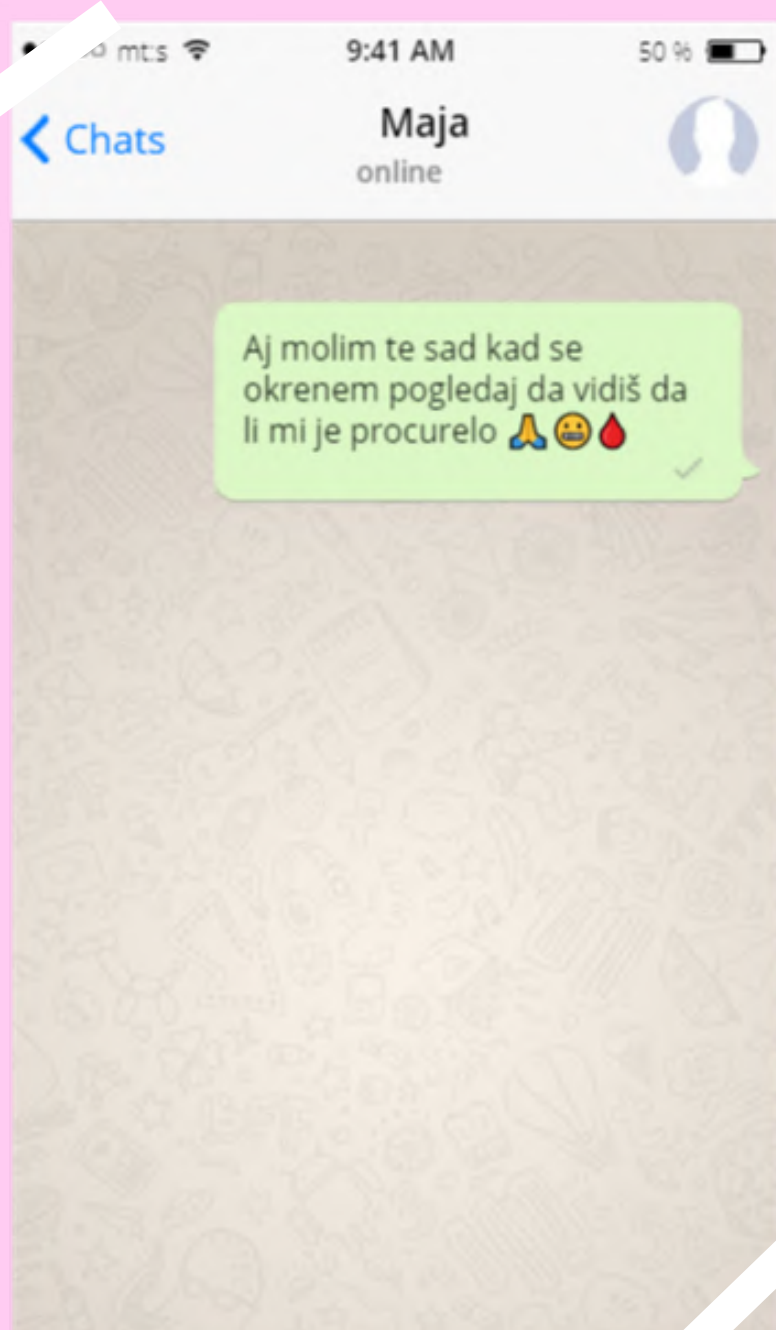 mt:s 9:41 AM 50 %
Chats
Maja
online
Aj molim te sad kad se
okrenem pogledaj da vidiš da
li mi je procurelo 🙏😬🩸